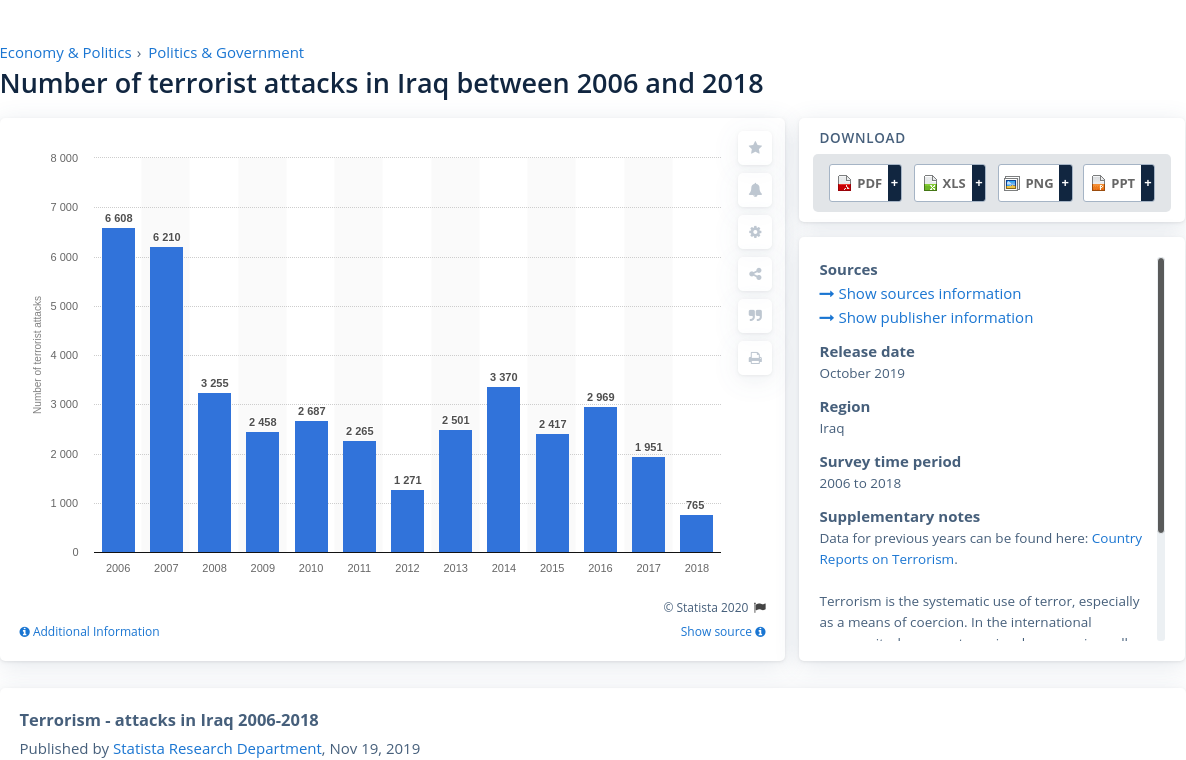 Economy & Politics › Politics & Government
Number of terrorist attacks in Iraq between 2006 and 2018
8 000
7 000
6 000
5 000
4 000
3 000
2 000
1 000
0
Number of terrorist attacks
6 608
6 210
3 255
2 458
2 687
2 265
1 271
2 501
3 370
2 417
2 969
1 951
765
2006 2007 2008 2009 2010 2011 2012 2013 2014 2015 2016 2017 2018
© Statista 2020
Additional Information
Show source
DOWNLOAD
PDF + XLS + PNG + PPT +
Sources
Show sources information
Show publisher information
Release date
October 2019
Region
Iraq
Survey time period
2006 to 2018
Supplementary notes
Data for previous years can be found here: Country
Reports on Terrorism.
Terrorism is the systematic use of terror, especially
as a means of coercion. In the international
Terrorism - attacks in Iraq 2006-2018
Published by Statista Research Department, Nov 19, 2019